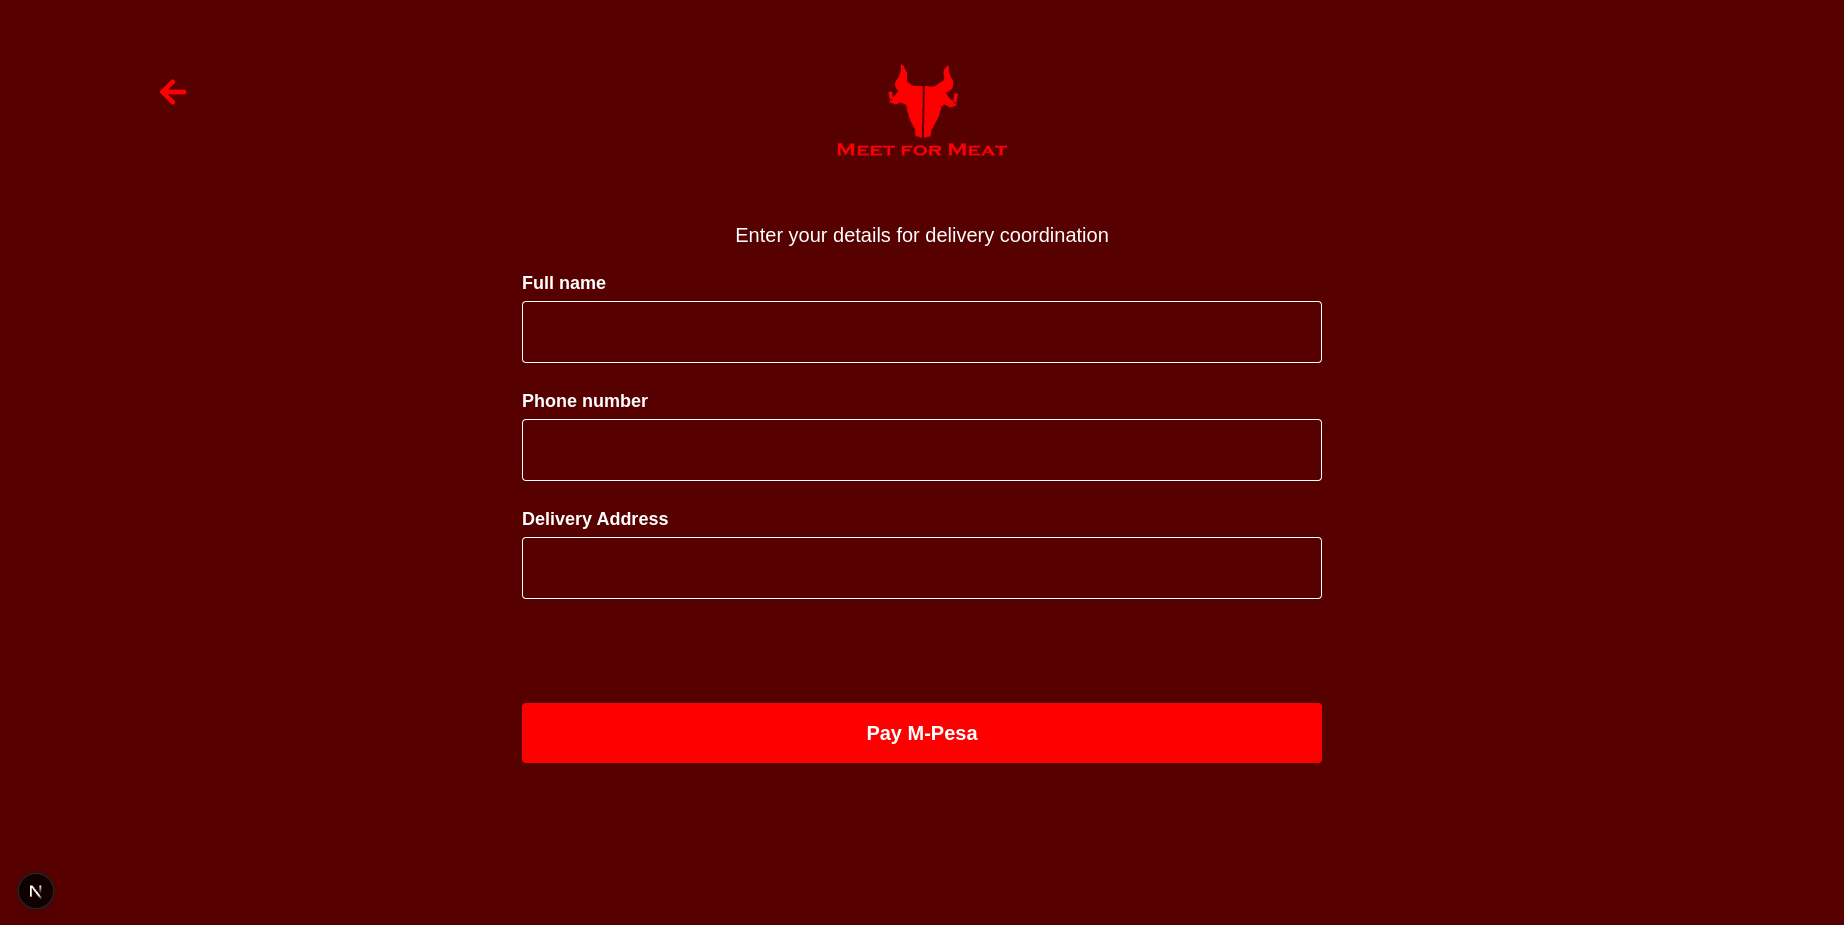 Meet for Meat
Enter your details for delivery coordination
Full name
Phone number
Delivery Address
Pay M-Pesa
N